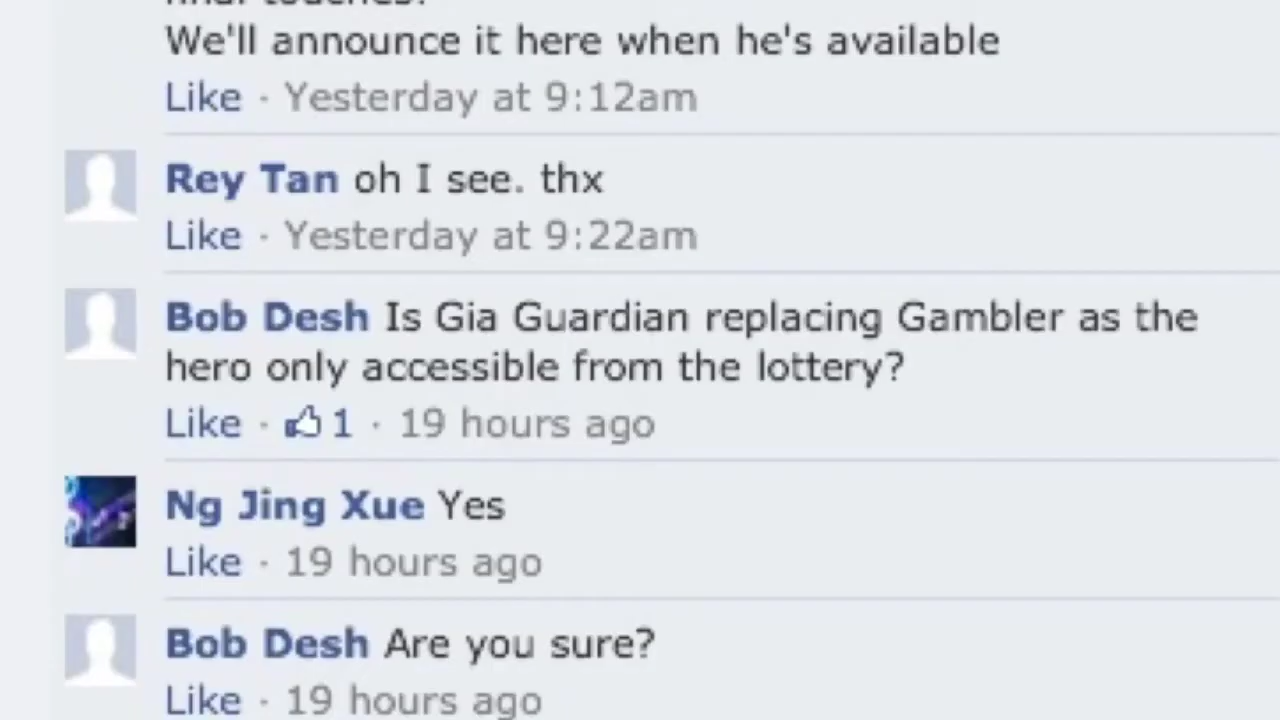 final touches!
We'll announce it here when he's available
Like · Yesterday at 9:12am
Rey Tan oh I see. thx
Like · Yesterday at 9:22am
Bob Desh Is Gia Guardian replacing Gambler as the
hero only accessible from the lottery?
Like · 1 · 19 hours ago
Ng Jing Xue Yes
Like · 19 hours ago
Bob Desh Are you sure?
Like · 19 hours ago